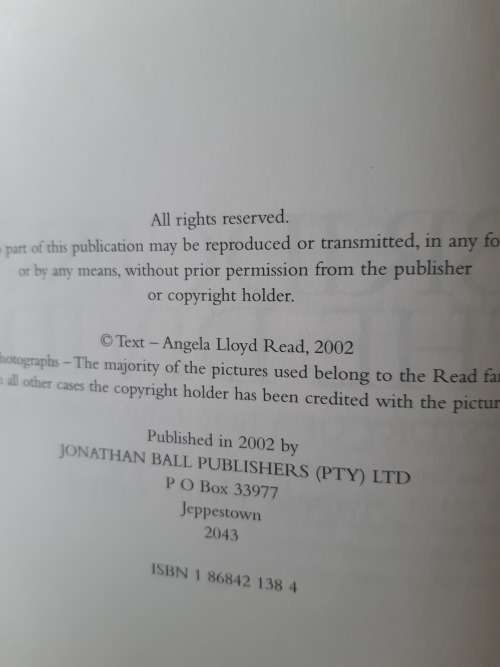 All rights reserved.
part of this publication may be reproduced or transmitted, in any fo
or by any means, without prior permission from the publisher
or copyright holder.
© Text – Angela Lloyd Read, 2002
hotographs – The majority of the pictures used belong to the Read fam
all other cases the copyright holder has been credited with the pictur
Published in 2002 by
JONATHAN BALL PUBLISHERS (PTY) LTD
P O Box 33977
Jeppestown
2043
ISBN 1 86842 138 4